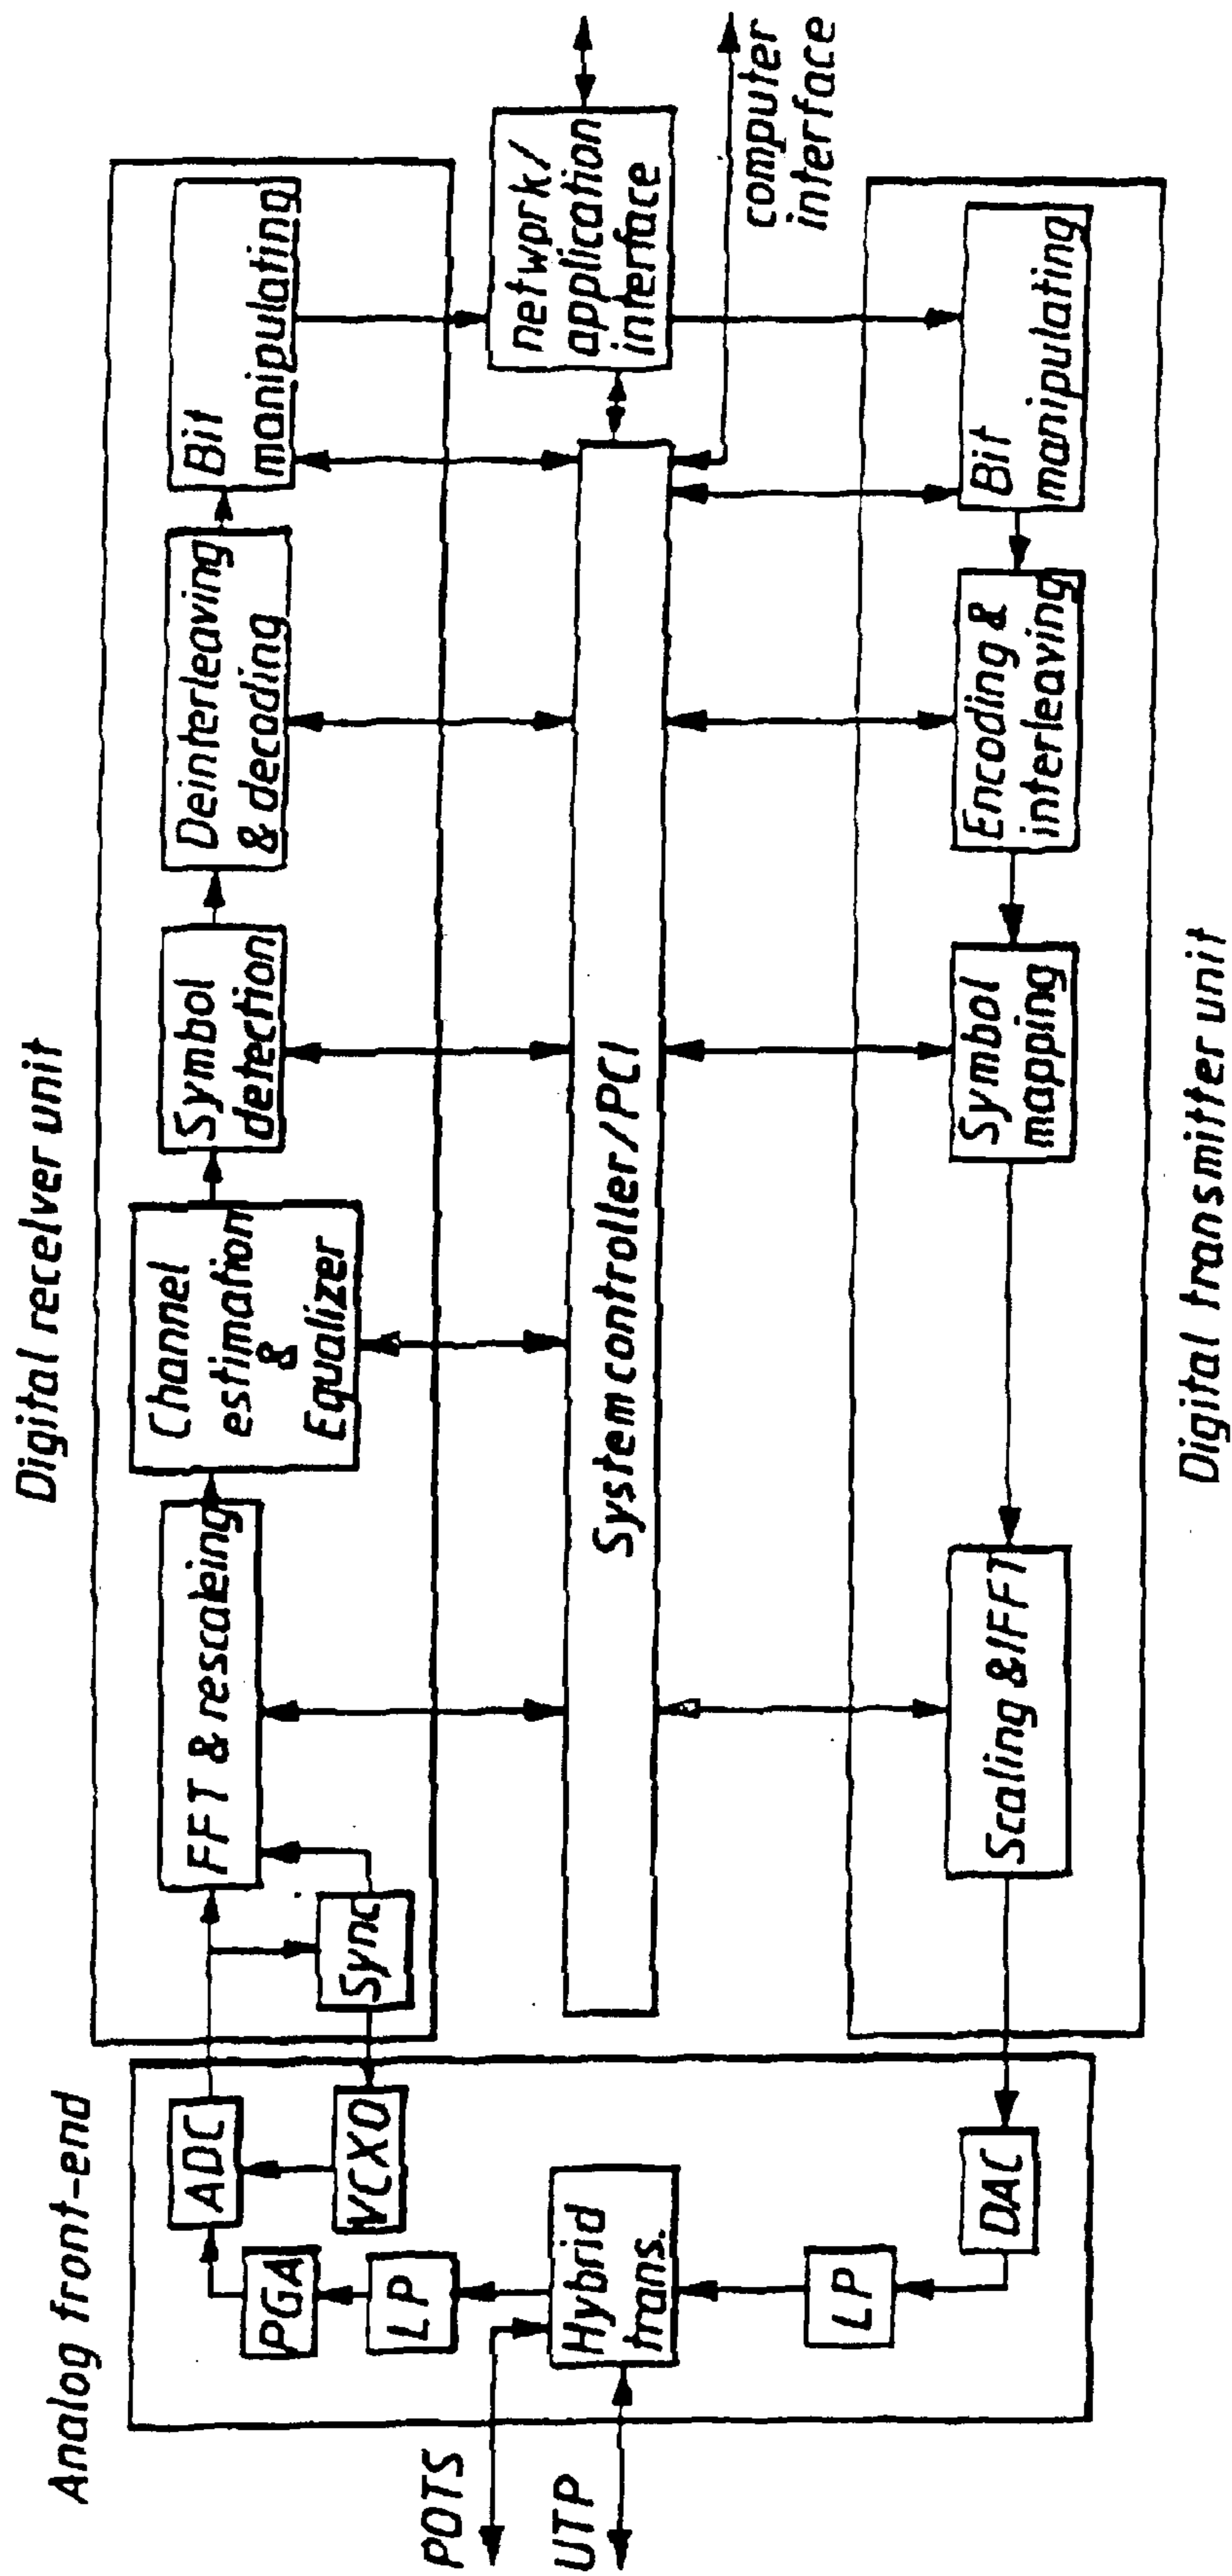 Digital receiver unit
Analog front-end
ADC
PGA
LP
VCXO
Hybrid
trans.
LP
DAC
POTS
UTP
FFT & rescaleing
Sync
Channel
estimation
&
Equalizer
Symbol
detection
Deinterleaving
& decoding
Bit
manipulating
System controller/PCI
network/
application
interface
computer
interface
Scaling & IFFT
Symbol
mapping
Encoding &
interleaving
Bit
manipulating
Digital transmitter unit